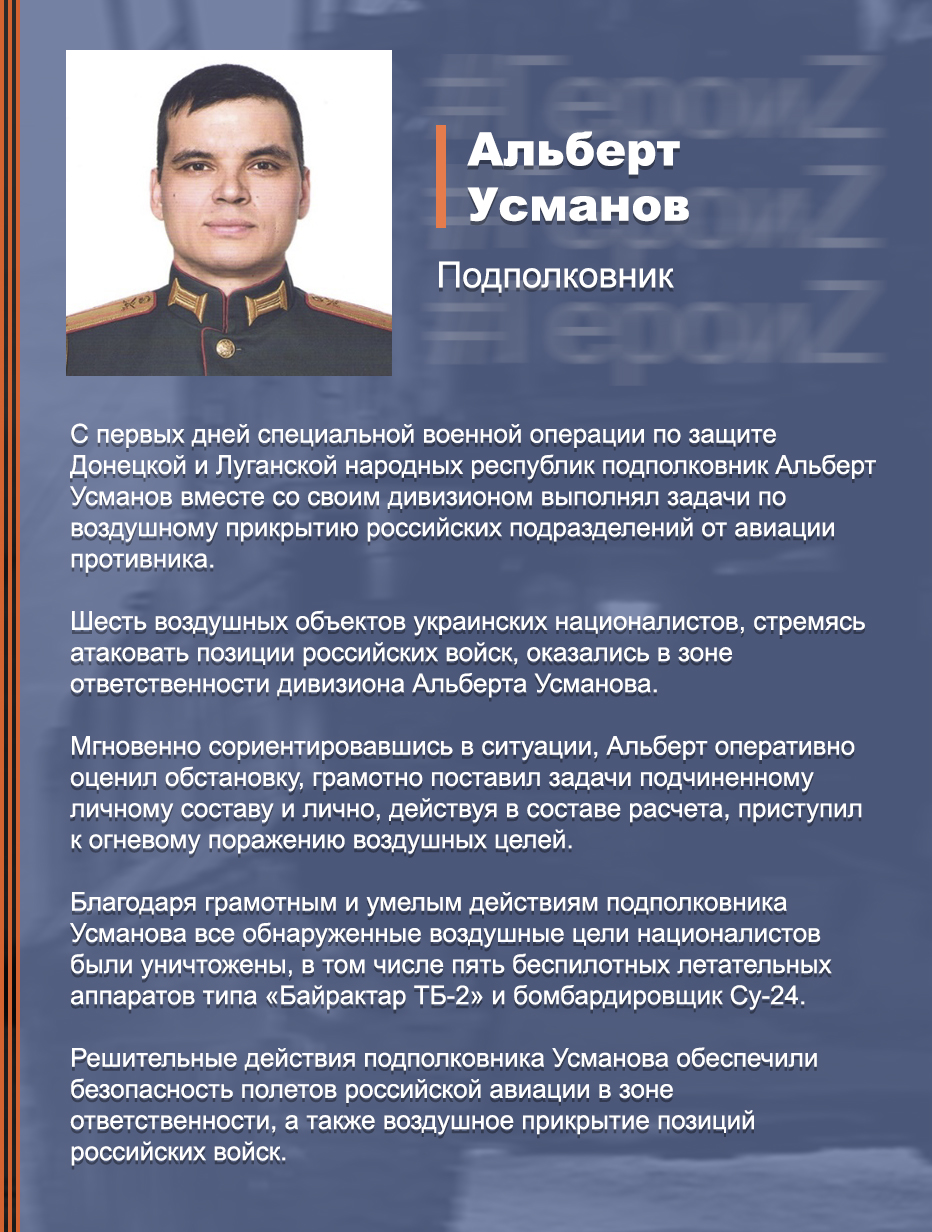 #ГероиZ
Альберт
#ГероиZ
Усманов
Подполковник
#ГероиZ
С первых дней специальной военной операции по защите
Донецкой и Луганской народных республик подполковник Альберт
Усманов вместе со своим дивизионом выполнял задачи по
воздушному прикрытию российских подразделений от авиации
противника.
Шесть воздушных объектов украинских националистов, стремясь
атаковать позиции российских войск, оказались в зоне
ответственности дивизиона Альберта Усманова.
Мгновенно сориентировавшись в ситуации, Альберт оперативно
оценил обстановку, грамотно поставил задачи подчиненному
личному составу и лично, действуя в составе расчета, приступил
к огневому поражению воздушных целей.
Благодаря грамотным и умелым действиям подполковника
Усманова все обнаруженные воздушные цели националистов
были уничтожены, в том числе пять беспилотных летательных
аппаратов типа «Байрактар ТБ-2» и бомбардировщик Су-24.
Решительные действия подполковника Усманова обеспечили
безопасность полетов российской авиации в зоне
ответственности, а также воздушное прикрытие позиций
российских войск.